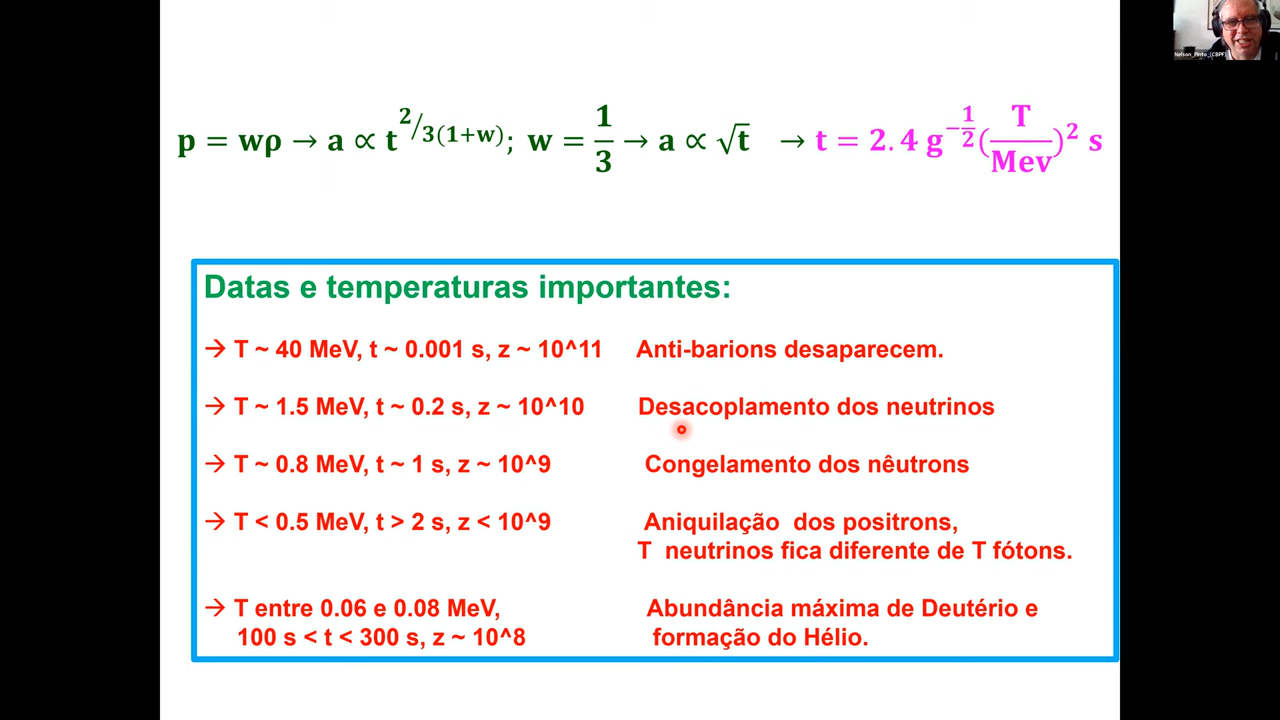 Nelson_Pinto_(CBPF)
p = wρ → a ∝ t^2/3(1+w); w = 1/3 → a ∝ √t → t = 2.4 g^-1/2(T/Mev)^2 s
Datas e temperaturas importantes:
→ T ~ 40 MeV, t ~ 0.001 s, z ~ 10^11 Anti-barions desaparecem.
→ T ~ 1.5 MeV, t ~ 0.2 s, z ~ 10^10 Desacoplamento dos neutrinos
→ T ~ 0.8 MeV, t ~ 1 s, z ~ 10^9 Congelamento dos nêutrons
→ T < 0.5 MeV, t > 2 s, z < 10^9 Aniquilação dos positrons,
T neutrinos fica diferente de T fótons.
→ T entre 0.06 e 0.08 MeV, Abundância máxima de Deutério e
100 s < t < 300 s, z ~ 10^8 formação do Hélio.